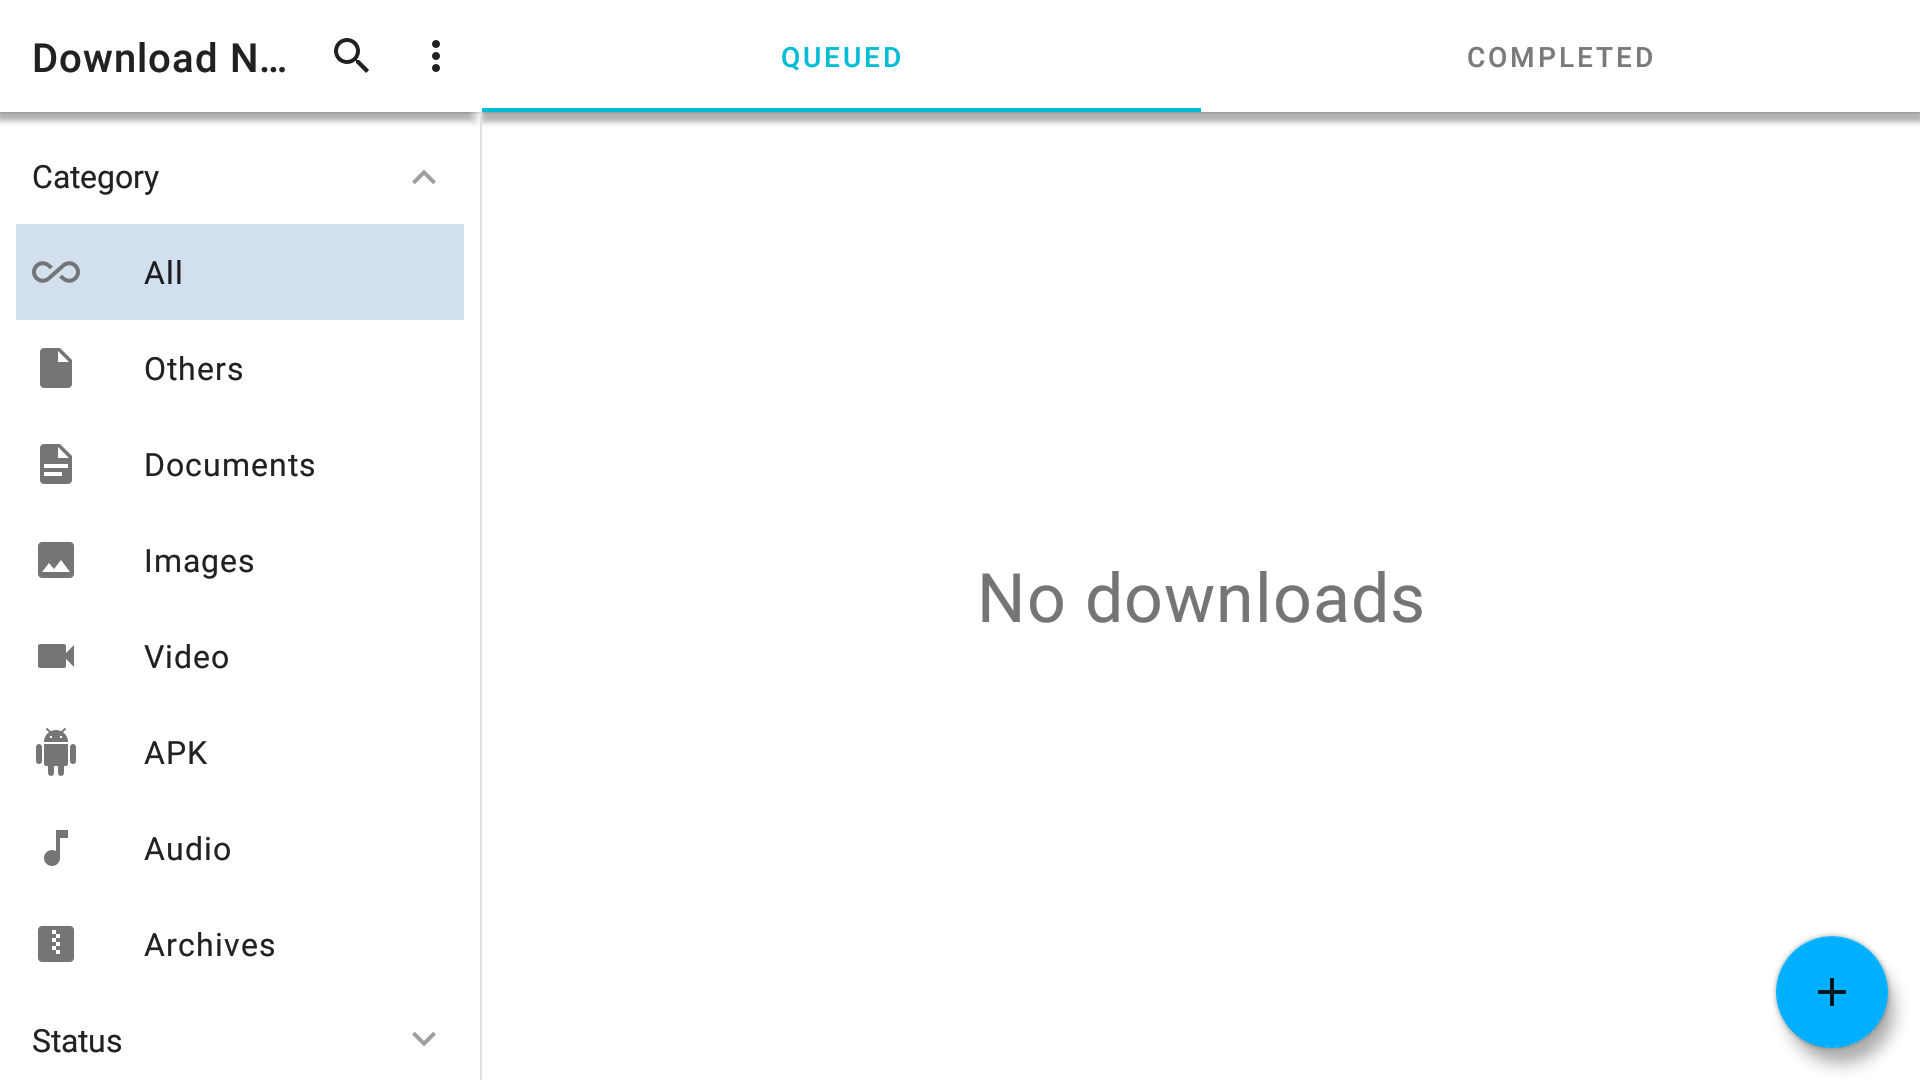 Download N...
QUEUED
COMPLETED
Category
All
Others
Documents
Images
Video
APK
Audio
Archives
Status
No downloads